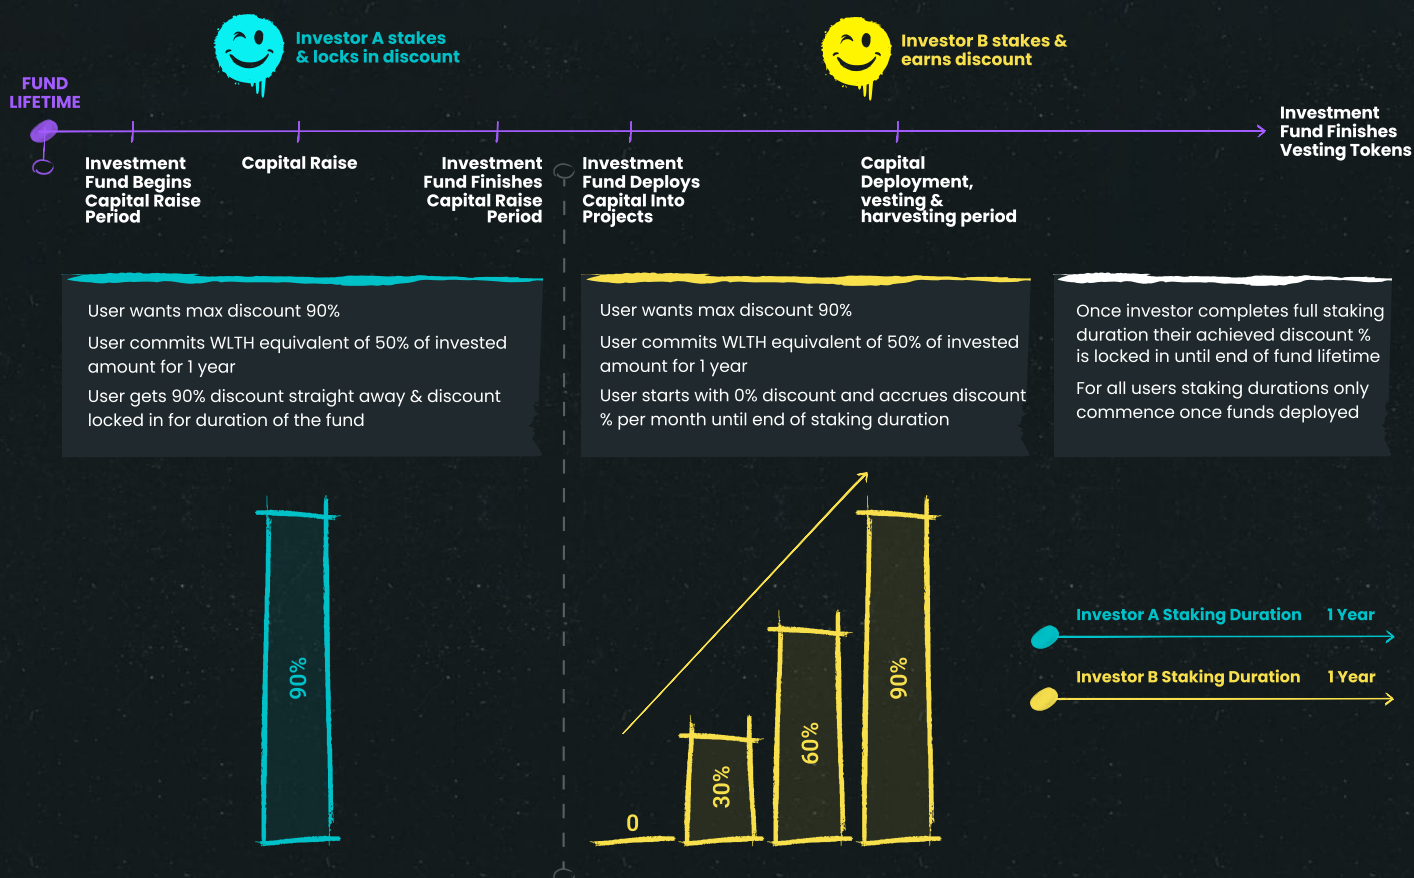 Investor A stakes
& locks in discount
Investor B stakes &
earns discount
FUND
LIFETIME
Investment
Fund Finishes
Vesting Tokens
Investment
Fund Begins
Capital Raise
Period
Capital Raise
Investment
Fund Finishes
Capital Raise
Period
Investment
Fund Deploys
Capital Into
Projects
Capital
Deployment,
vesting &
harvesting period
User wants max discount 90%
User commits WLTH equivalent of 50% of invested
amount for 1 year
User gets 90% discount straight away & discount
locked in for duration of the fund
User wants max discount 90%
User commits WLTH equivalent of 50% of invested
amount for 1 year
User starts with 0% discount and accrues discount
% per month until end of staking duration
Once investor completes full staking
duration their achieved discount %
is locked in until end of fund lifetime
For all users staking durations only
commence once funds deployed
90%
0
30%
60%
90%
Investor A Staking Duration 1 Year
Investor B Staking Duration 1 Year